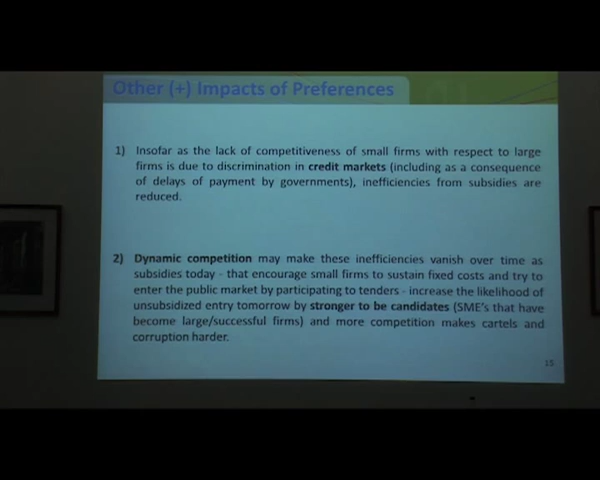 Other (+) Impacts of Preferences
1) Insofar as the lack of competitiveness of small firms with respect to large
firms is due to discrimination in credit markets (including as a consequence
of delays of payment by governments), inefficiencies from subsidies are
reduced.
2) Dynamic competition may make these inefficiencies vanish over time as
subsidies today - that encourage small firms to sustain fixed costs and try to
enter the public market by participating to tenders - increase the likelihood of
unsubsidized entry tomorrow by stronger to be candidates (SME's that have
become large/successful firms) and more competition makes cartels and
corruption harder.
15